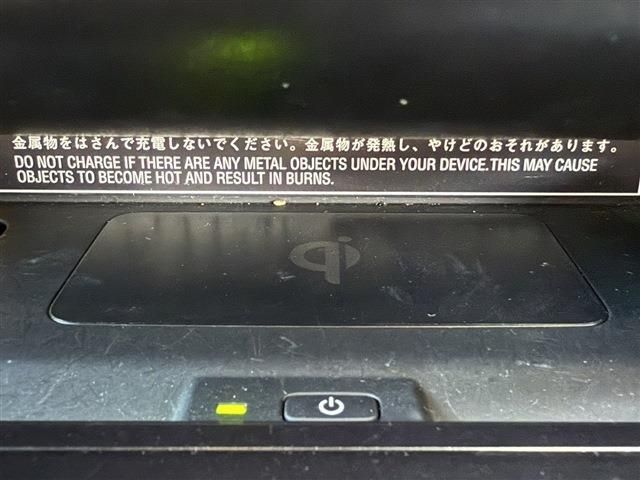 金属物をはさんで充電しないでください。金属物が発熱し、やけどのおそれがあります。
DO NOT CHARGE IF THERE ARE ANY METAL OBJECTS UNDER YOUR DEVICE.THIS MAY CAUSE
OBJECTS TO BECOME HOT AND RESULT IN BURNS.
qi